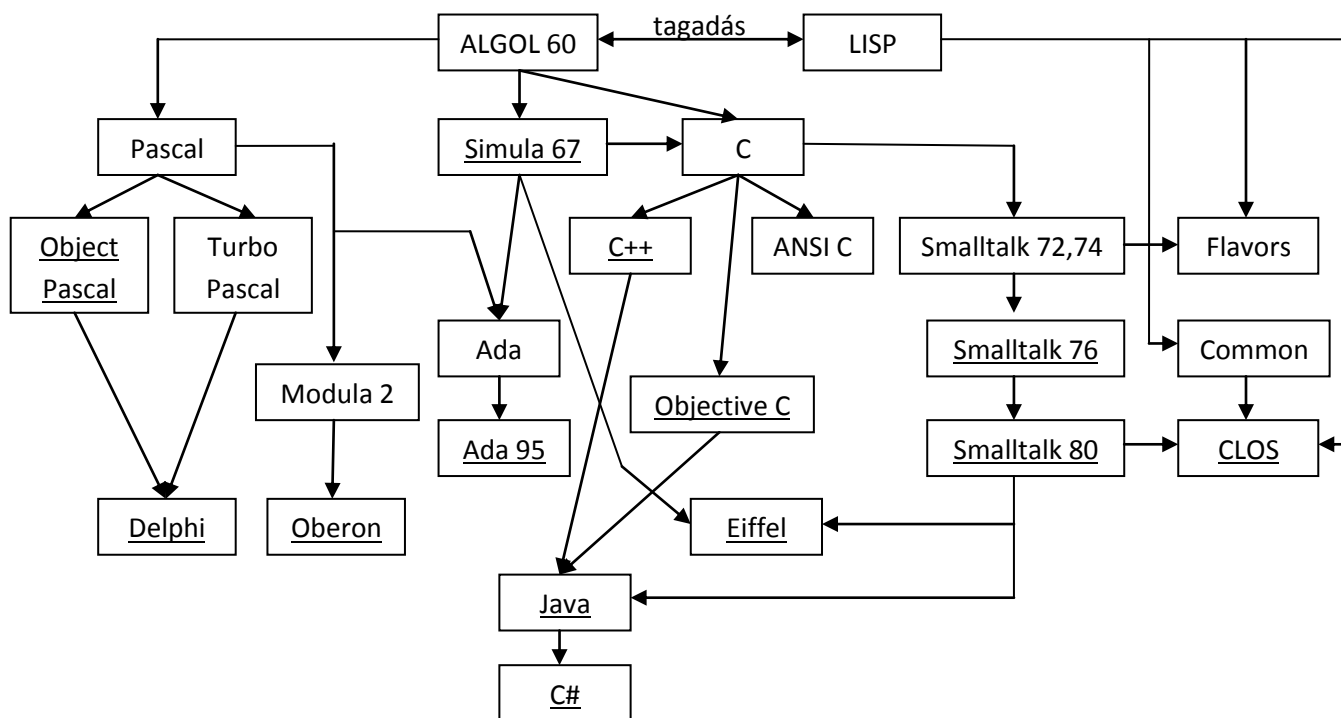 tagadás
ALGOL 60
LISP
Pascal
Simula 67
C
Object
Pascal
Turbo
Pascal
C++
ANSI C
Smalltalk 72,74
Flavors
Ada
Smalltalk 76
Common
Modula 2
Objective C
Ada 95
Smalltalk 80
CLOS
Delphi
Oberon
Eiffel
Java
C#